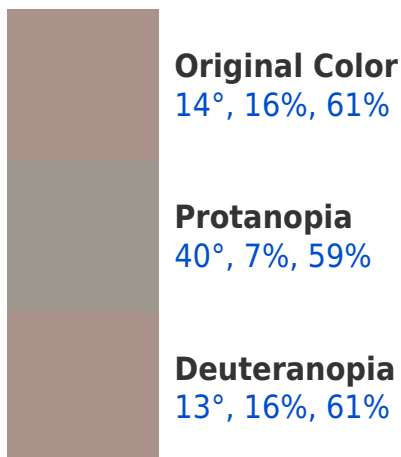 Original Color
14°, 16%, 61%
Protanopia
40°, 7%, 59%
Deuteranopia
13°, 16%, 61%